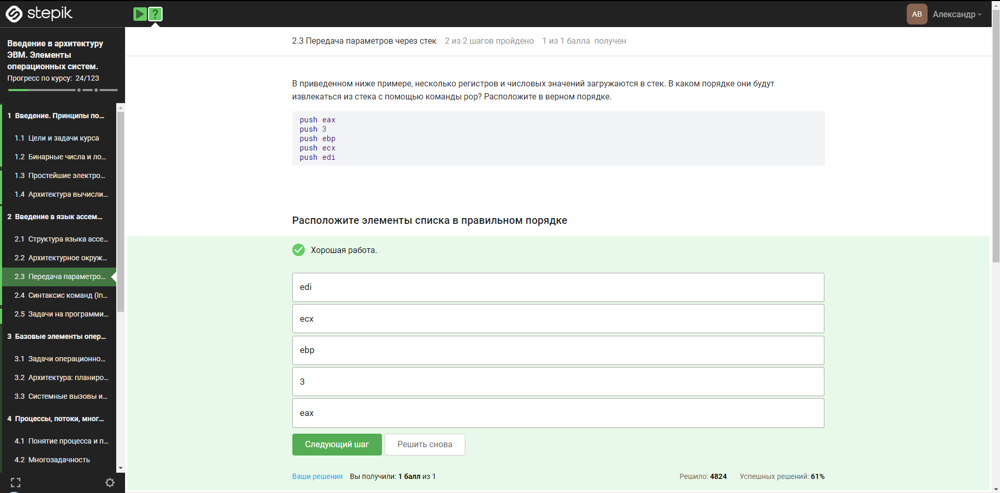 stepik
?
АВ
Александр
Введение в архитектуру
ЭВМ. Элементы
операционных систем.
Прогресс по курсу: 24/123
1 Введение. Принципы по...
1.1 Цели и задачи курса
1.2 Бинарные числа и ло...
1.3 Простейшие электро...
1.4 Архитектура вычисли...
2 Введение в язык ассем...
2.1 Структура языка ассе...
2.2 Архитектурное окруж...
2.3 Передача параметро...
2.4 Синтаксис команд (In...
2.5 Задачи на программи...
3 Базовые элементы опер...
3.1 Задачи операционно...
3.2 Архитектура: планиро...
3.3 Системные вызовы и...
4 Процессы, потоки, мног...
4.1 Понятие процесса и п...
4.2 Многозадачность
2.3 Передача параметров через стек 2 из 2 шагов пройдено 1 из 1 балла получен
В приведенном ниже примере, несколько регистров и числовых значений загружаются в стек. В каком порядке они будут
извлекаться из стека с помощью команды pop? Расположите в верном порядке.
push eax
push 3
push ebp
push ecx
push edi
Расположите элементы списка в правильном порядке
Хорошая работа.
edi
ecx
ebp
3
eax
Следующий шаг Решить снова
Ваши решения Вы получили: 1 балл из 1
Решило: 4824 Успешных решений: 61%